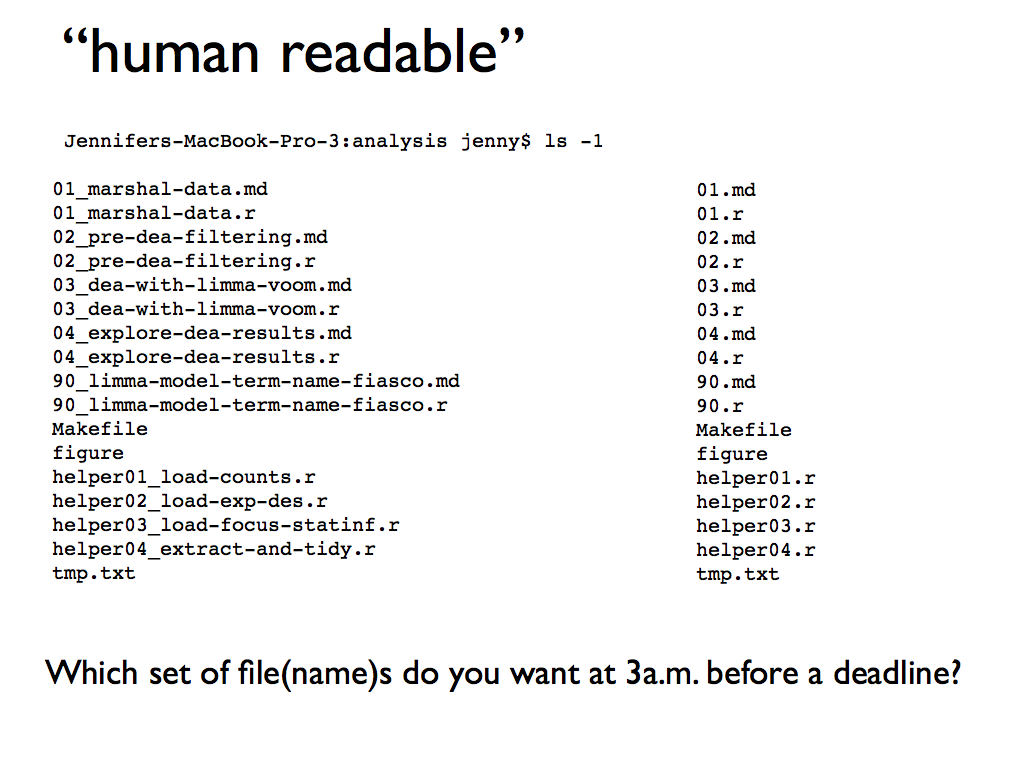 “human readable”
Jennifers-MacBook-Pro-3:analysis jenny$ ls -1
01_marshal-data.md
01_marshal-data.r
02_pre-dea-filtering.md
02_pre-dea-filtering.r
03_dea-with-limma-voom.md
03_dea-with-limma-voom.r
04_explore-dea-results.md
04_explore-dea-results.r
90_limma-model-term-name-fiasco.md
90_limma-model-term-name-fiasco.r
Makefile
figure
helper01_load-counts.r
helper02_load-exp-des.r
helper03_load-focus-statinf.r
helper04_extract-and-tidy.r
tmp.txt
01.md
01.r
02.md
02.r
03.md
03.r
04.md
04.r
90.md
90.r
Makefile
figure
helper01.r
helper02.r
helper03.r
helper04.r
tmp.txt
Which set of file(name)s do you want at 3a.m. before a deadline?